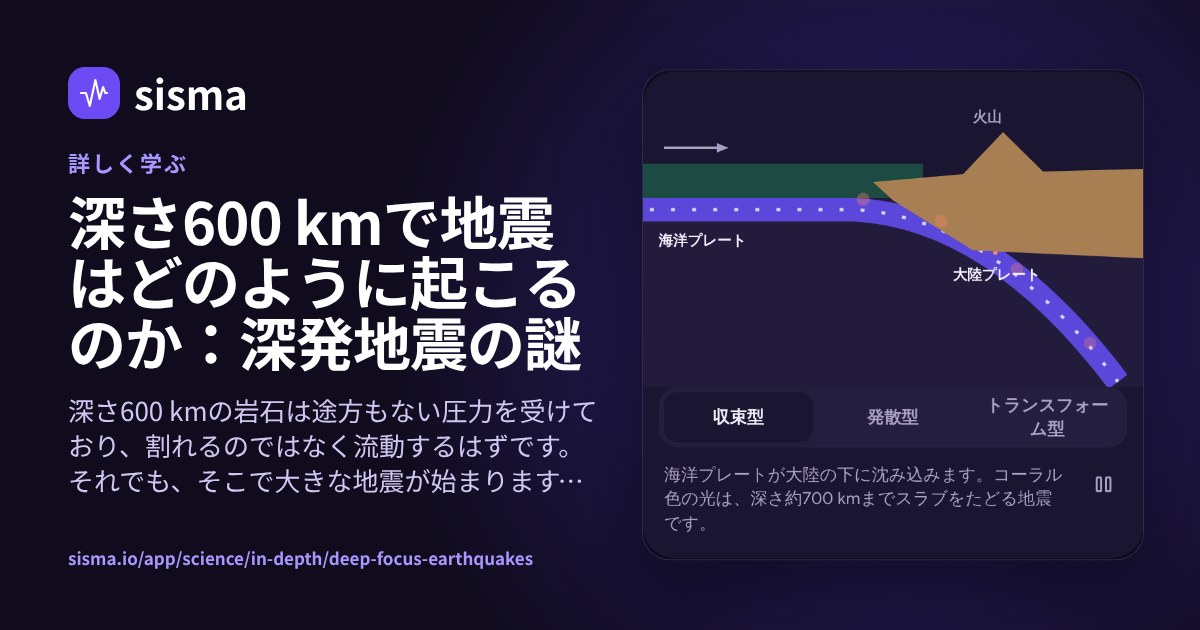 sisma
詳しく学ぶ
深さ600 kmで地震
はどのように起こる
のか：深発地震の謎
深さ600 kmの岩石は途方もない圧力を受けて
おり、割れるのではなく流動するはずです。
それでも、そこで大きな地震が始まります…
sisma.io/app/science/in-depth/deep-focus-earthquakes
火山
海洋プレート
大陸プレート
収束型
発散型
トランスフォー
ム型
海洋プレートが大陸の下に沈み込みます。コーラル
色の光は、深さ約700 kmまでスラブをたどる地震
です。